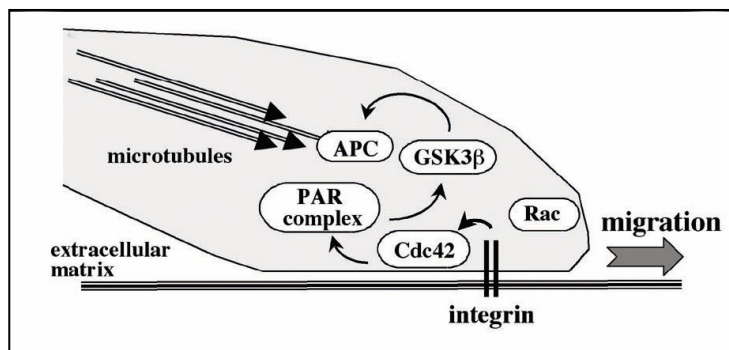 microtubules
APC
GSK3β
PAR
complex
Rac
Cdc42
migration
extracellular
matrix
integrin